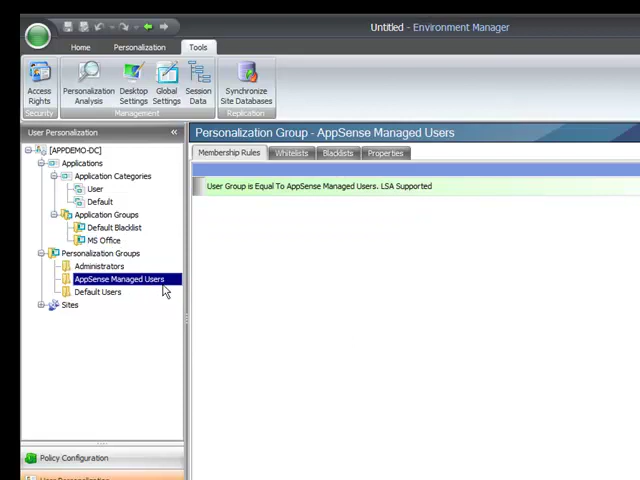 Untitled - Environment Manager
Home Personalization Tools
Access Rights
Personalization Analysis
Desktop Settings
Global Settings
Session Data
Synchronize Site Databases
Security Management Replication
User Personalization «
Personalization Group - AppSense Managed Users
[APPDEMO-DC]
Applications
Application Categories
User
Default
Application Groups
Default Blacklist
MS Office
Personalization Groups
Administrators
AppSense Managed Users
Default Users
Sites
Membership Rules Whitelists Blacklists Properties
User Group is Equal To AppSense Managed Users. LSA Supported
Policy Configuration
User Personalization